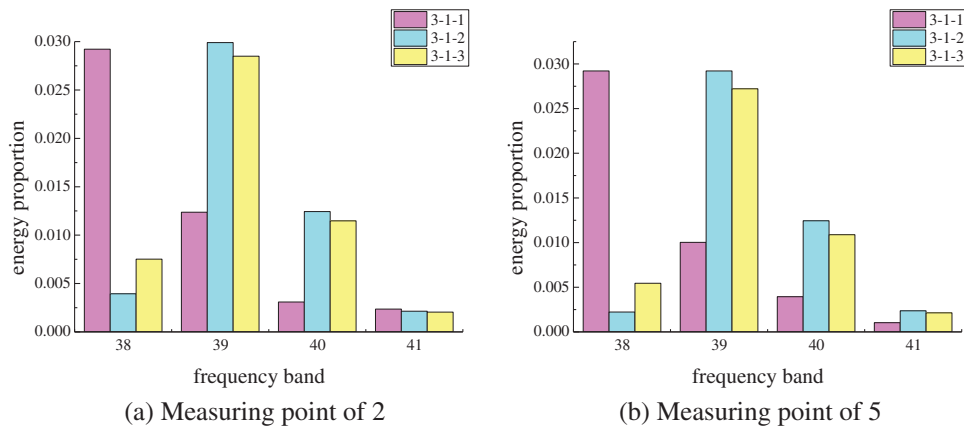 3-1-1
3-1-2
3-1-3
0.030
0.025
0.020
0.015
0.010
0.005
0.000
energy proportion
38 39 40 41
frequency band
(a) Measuring point of 2
3-1-1
3-1-2
3-1-3
0.030
0.025
0.020
0.015
0.010
0.005
0.000
energy proportion
38 39 40 41
frequency band
(b) Measuring point of 5